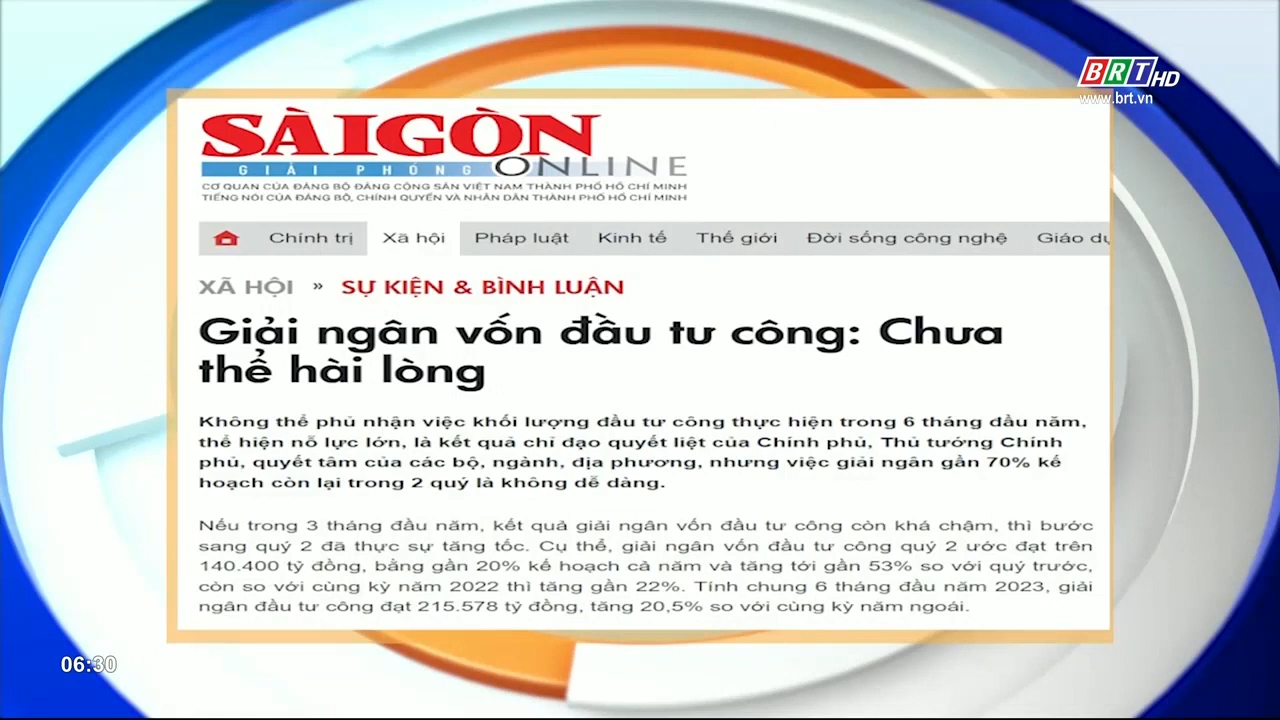 BRT HD
www.brt.vn
SÀIGÒN
GIẢI PHÓNG ONLINE
CƠ QUAN CỦA ĐẢNG BỘ ĐẢNG CỘNG SẢN VIỆT NAM THÀNH PHỐ HỒ CHÍ MINH
TIẾNG NÓI CỦA ĐẢNG BỘ, CHÍNH QUYỀN VÀ NHÂN DÂN THÀNH PHỐ HỒ CHÍ MINH
Chính trị Xã hội Pháp luật Kinh tế Thế giới Đời sống công nghệ Giáo
XÃ HỘI » SỰ KIỆN & BÌNH LUẬN
Giải ngân vốn đầu tư công: Chưa
thể hài lòng
Không thể phủ nhận việc khối lượng đầu tư công thực hiện trong 6 tháng đầu năm,
thể hiện nỗ lực lớn, là kết quả chỉ đạo quyết liệt của Chính phủ, Thủ tướng Chính
phủ, quyết tâm của các bộ, ngành, địa phương, nhưng việc giải ngân gần 70% kế
hoạch còn lại trong 2 quý là không dễ dàng.
Nếu trong 3 tháng đầu năm, kết quả giải ngân vốn đầu tư công còn khá chậm, thì bước
sang quý 2 đã thực sự tăng tốc. Cụ thể, giải ngân vốn đầu tư công quý 2 ước đạt trên
140.400 tỷ đồng, bằng gần 20% kế hoạch cả năm và tăng tới gần 53% so với quý trước,
còn so với cùng kỳ năm 2022 thì tăng gần 22%. Tính chung 6 tháng đầu năm 2023, giải
ngân đầu tư công đạt 215.578 tỷ đồng, tăng 20,5% so với cùng kỳ năm ngoái.
06:30